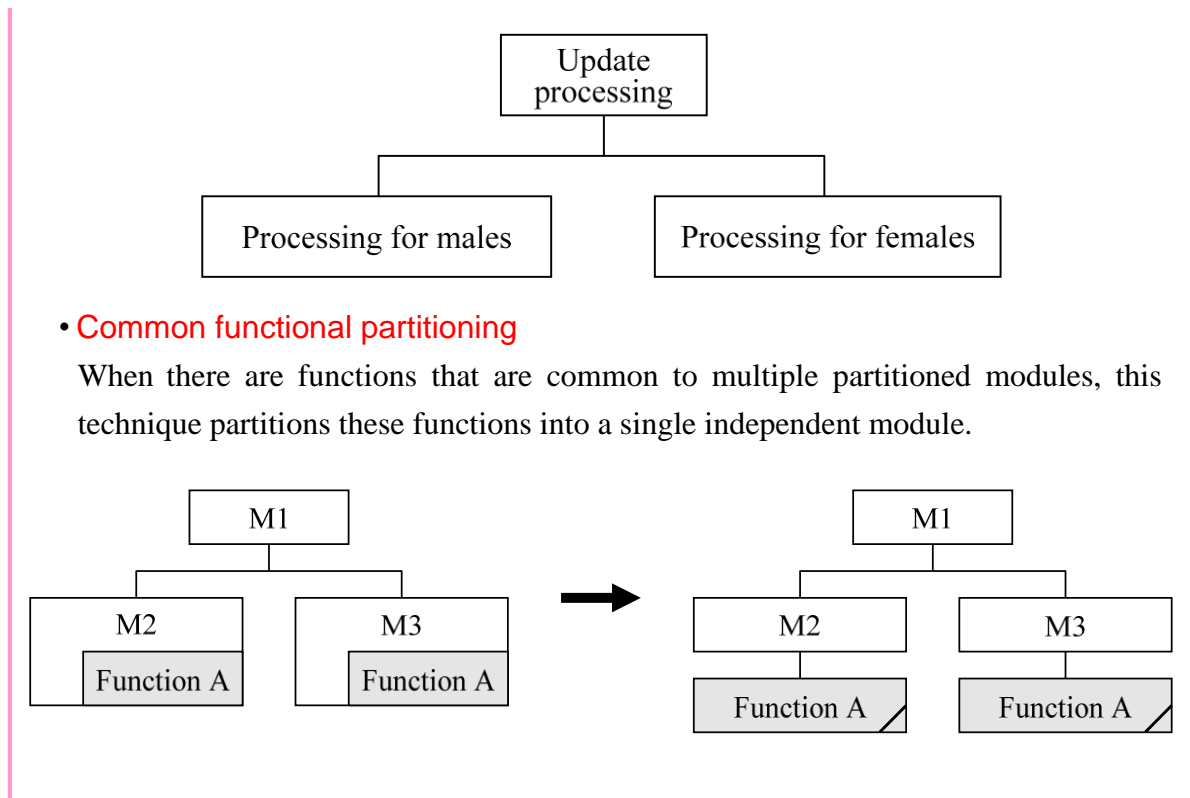 Update
processing
Processing for males
Processing for females
• Common functional partitioning
When there are functions that are common to multiple partitioned modules, this
technique partitions these functions into a single independent module.
M1
M2
Function A
M3
Function A
M1
M2
M3
Function A
Function A